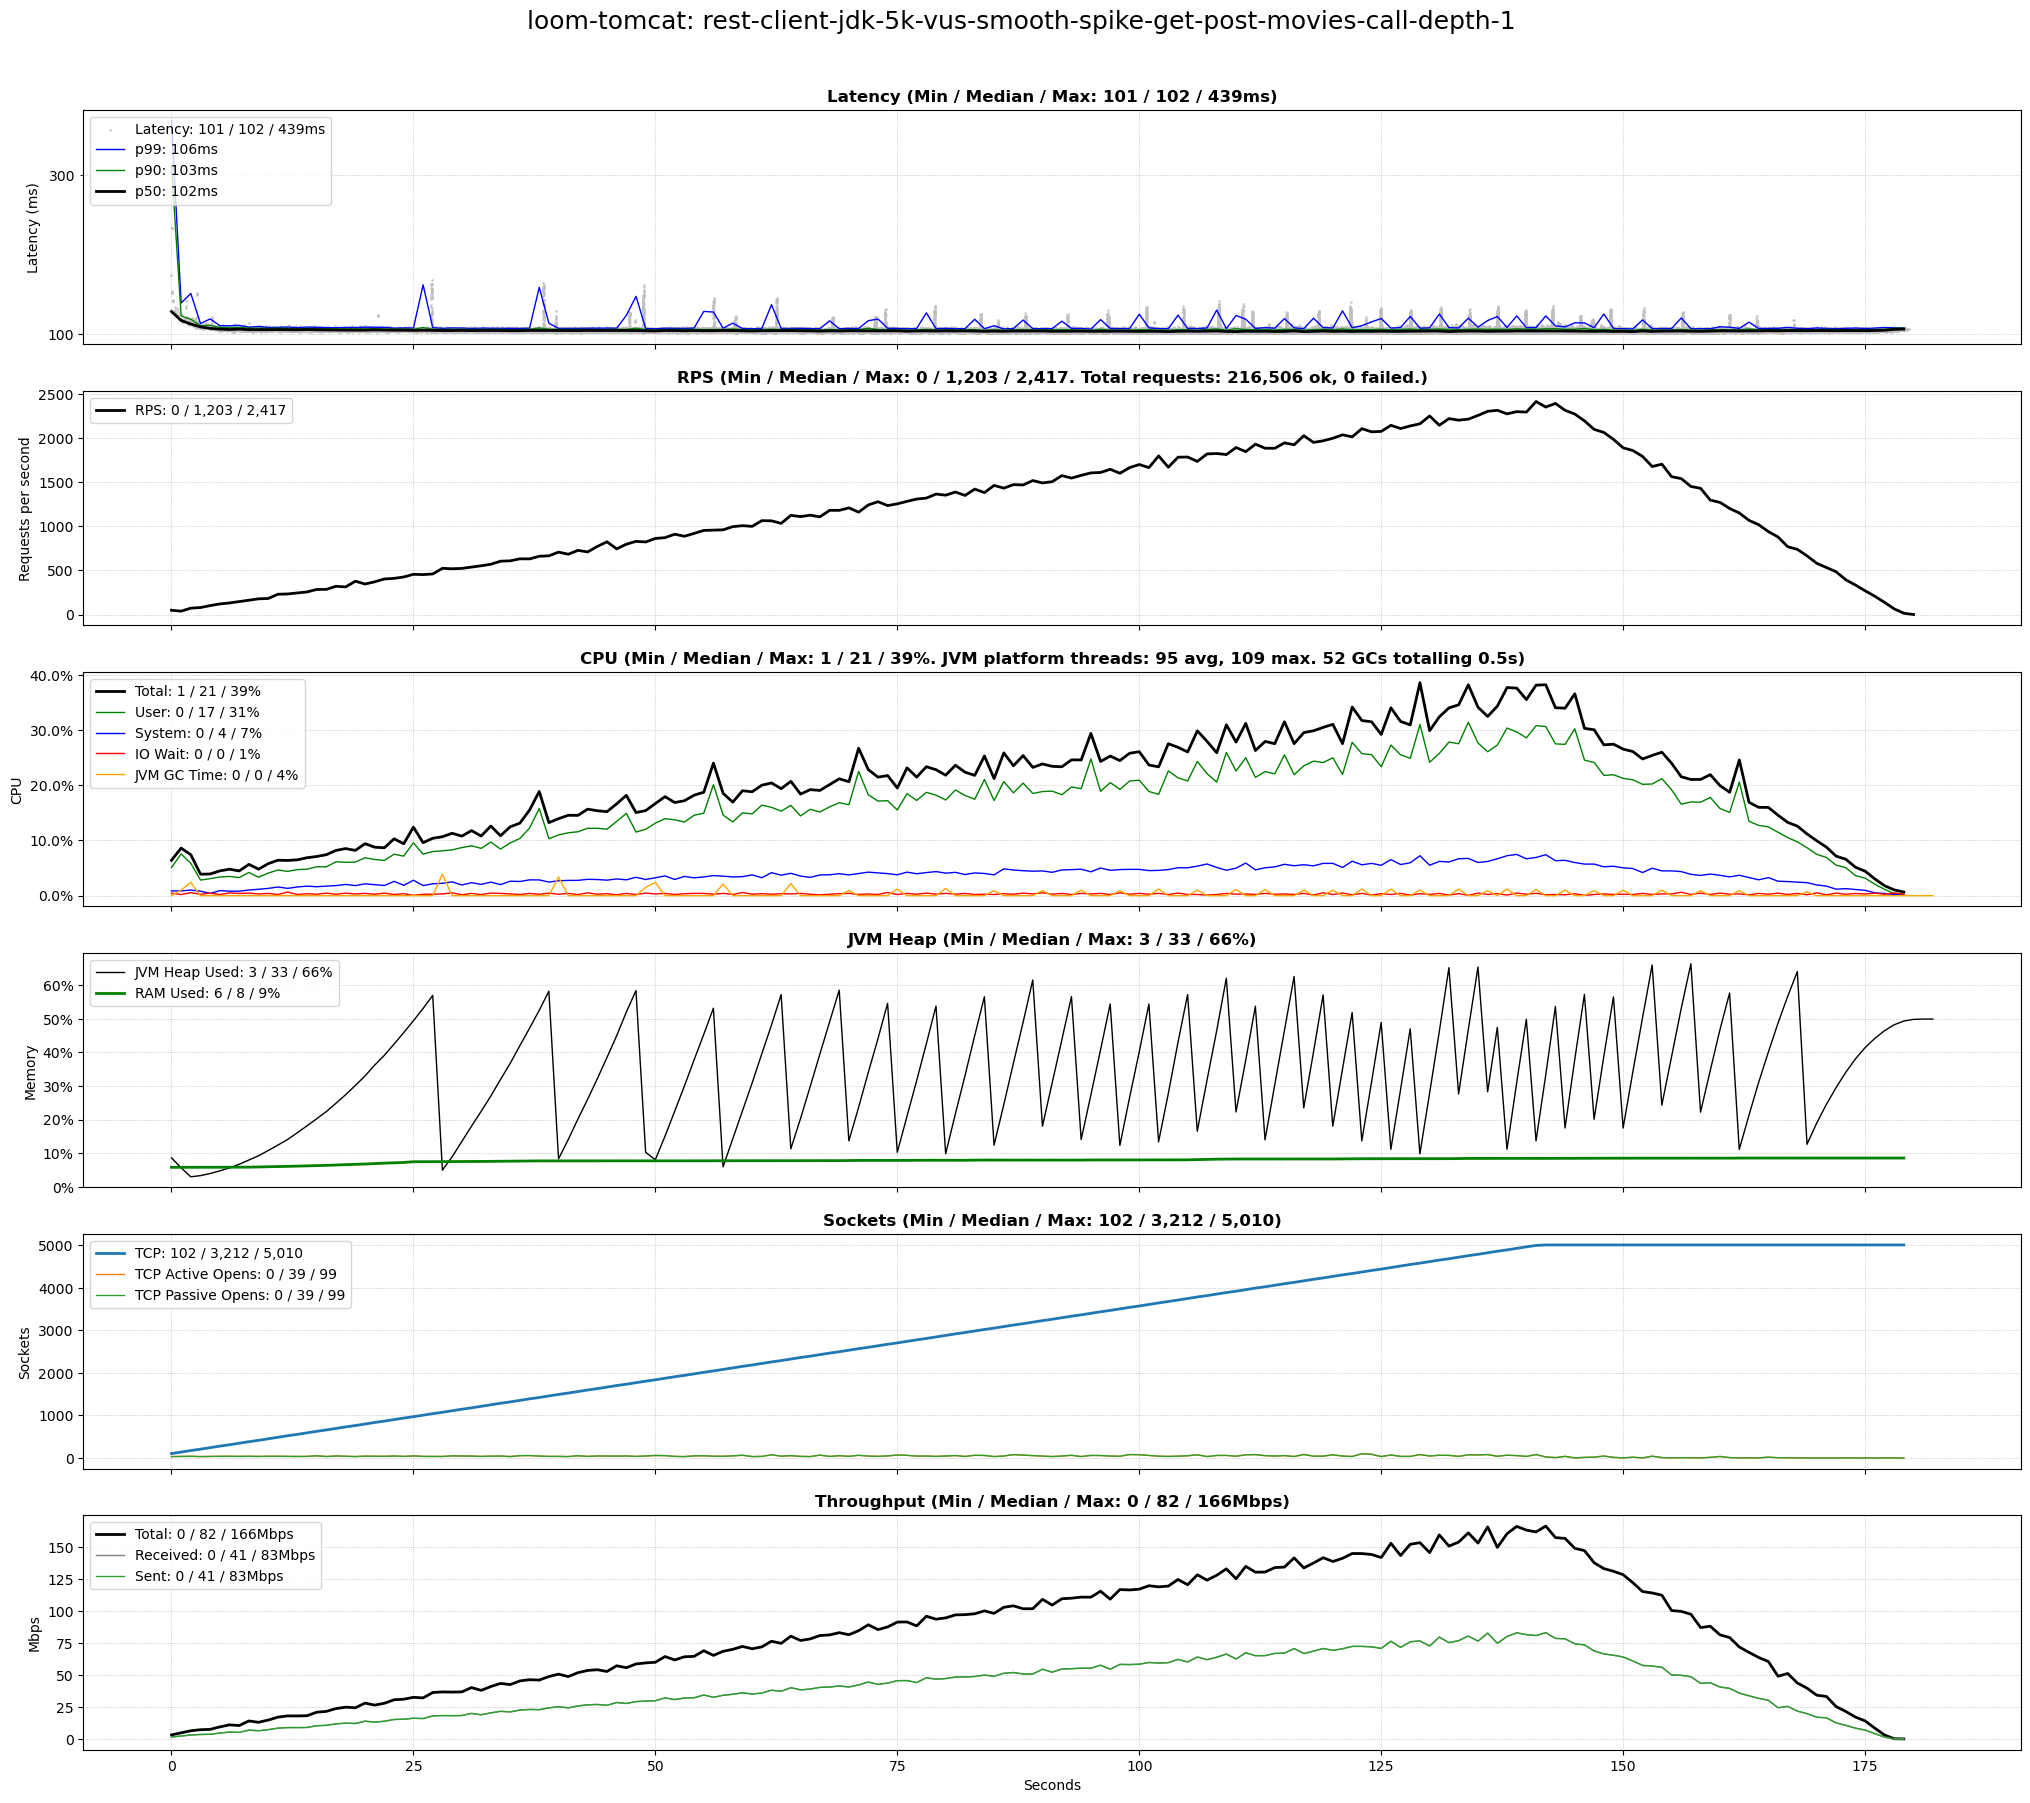 loom-tomcat: rest-client-jdk-5k-vus-smooth-spike-get-post-movies-call-depth-1
Latency (Min / Median / Max: 101 / 102 / 439ms)
Latency: 101 / 102 / 439ms
p99: 106ms
p90: 103ms
p50: 102ms
300
100
Latency (ms)
RPS (Min / Median / Max: 0 / 1,203 / 2,417. Total requests: 216,506 ok, 0 failed.)
RPS: 0 / 1,203 / 2,417
2500
2000
1500
1000
500
0
Requests per second
CPU (Min / Median / Max: 1 / 21 / 39%. JVM platform threads: 95 avg, 109 max. 52 GCs totalling 0.5s)
Total: 1 / 21 / 39%
User: 0 / 17 / 31%
System: 0 / 4 / 7%
IO Wait: 0 / 0 / 1%
JVM GC Time: 0 / 0 / 4%
40.0%
30.0%
20.0%
10.0%
0.0%
CPU
JVM Heap (Min / Median / Max: 3 / 33 / 66%)
JVM Heap Used: 3 / 33 / 66%
RAM Used: 6 / 8 / 9%
60%
50%
40%
30%
20%
10%
0%
Memory
Sockets (Min / Median / Max: 102 / 3,212 / 5,010)
TCP: 102 / 3,212 / 5,010
TCP Active Opens: 0 / 39 / 99
TCP Passive Opens: 0 / 39 / 99
5000
4000
3000
2000
1000
0
Sockets
Throughput (Min / Median / Max: 0 / 82 / 166Mbps)
Total: 0 / 82 / 166Mbps
Received: 0 / 41 / 83Mbps
Sent: 0 / 41 / 83Mbps
150
125
100
75
50
25
0
Mbps
0 25 50 75 100 125 150 175
Seconds